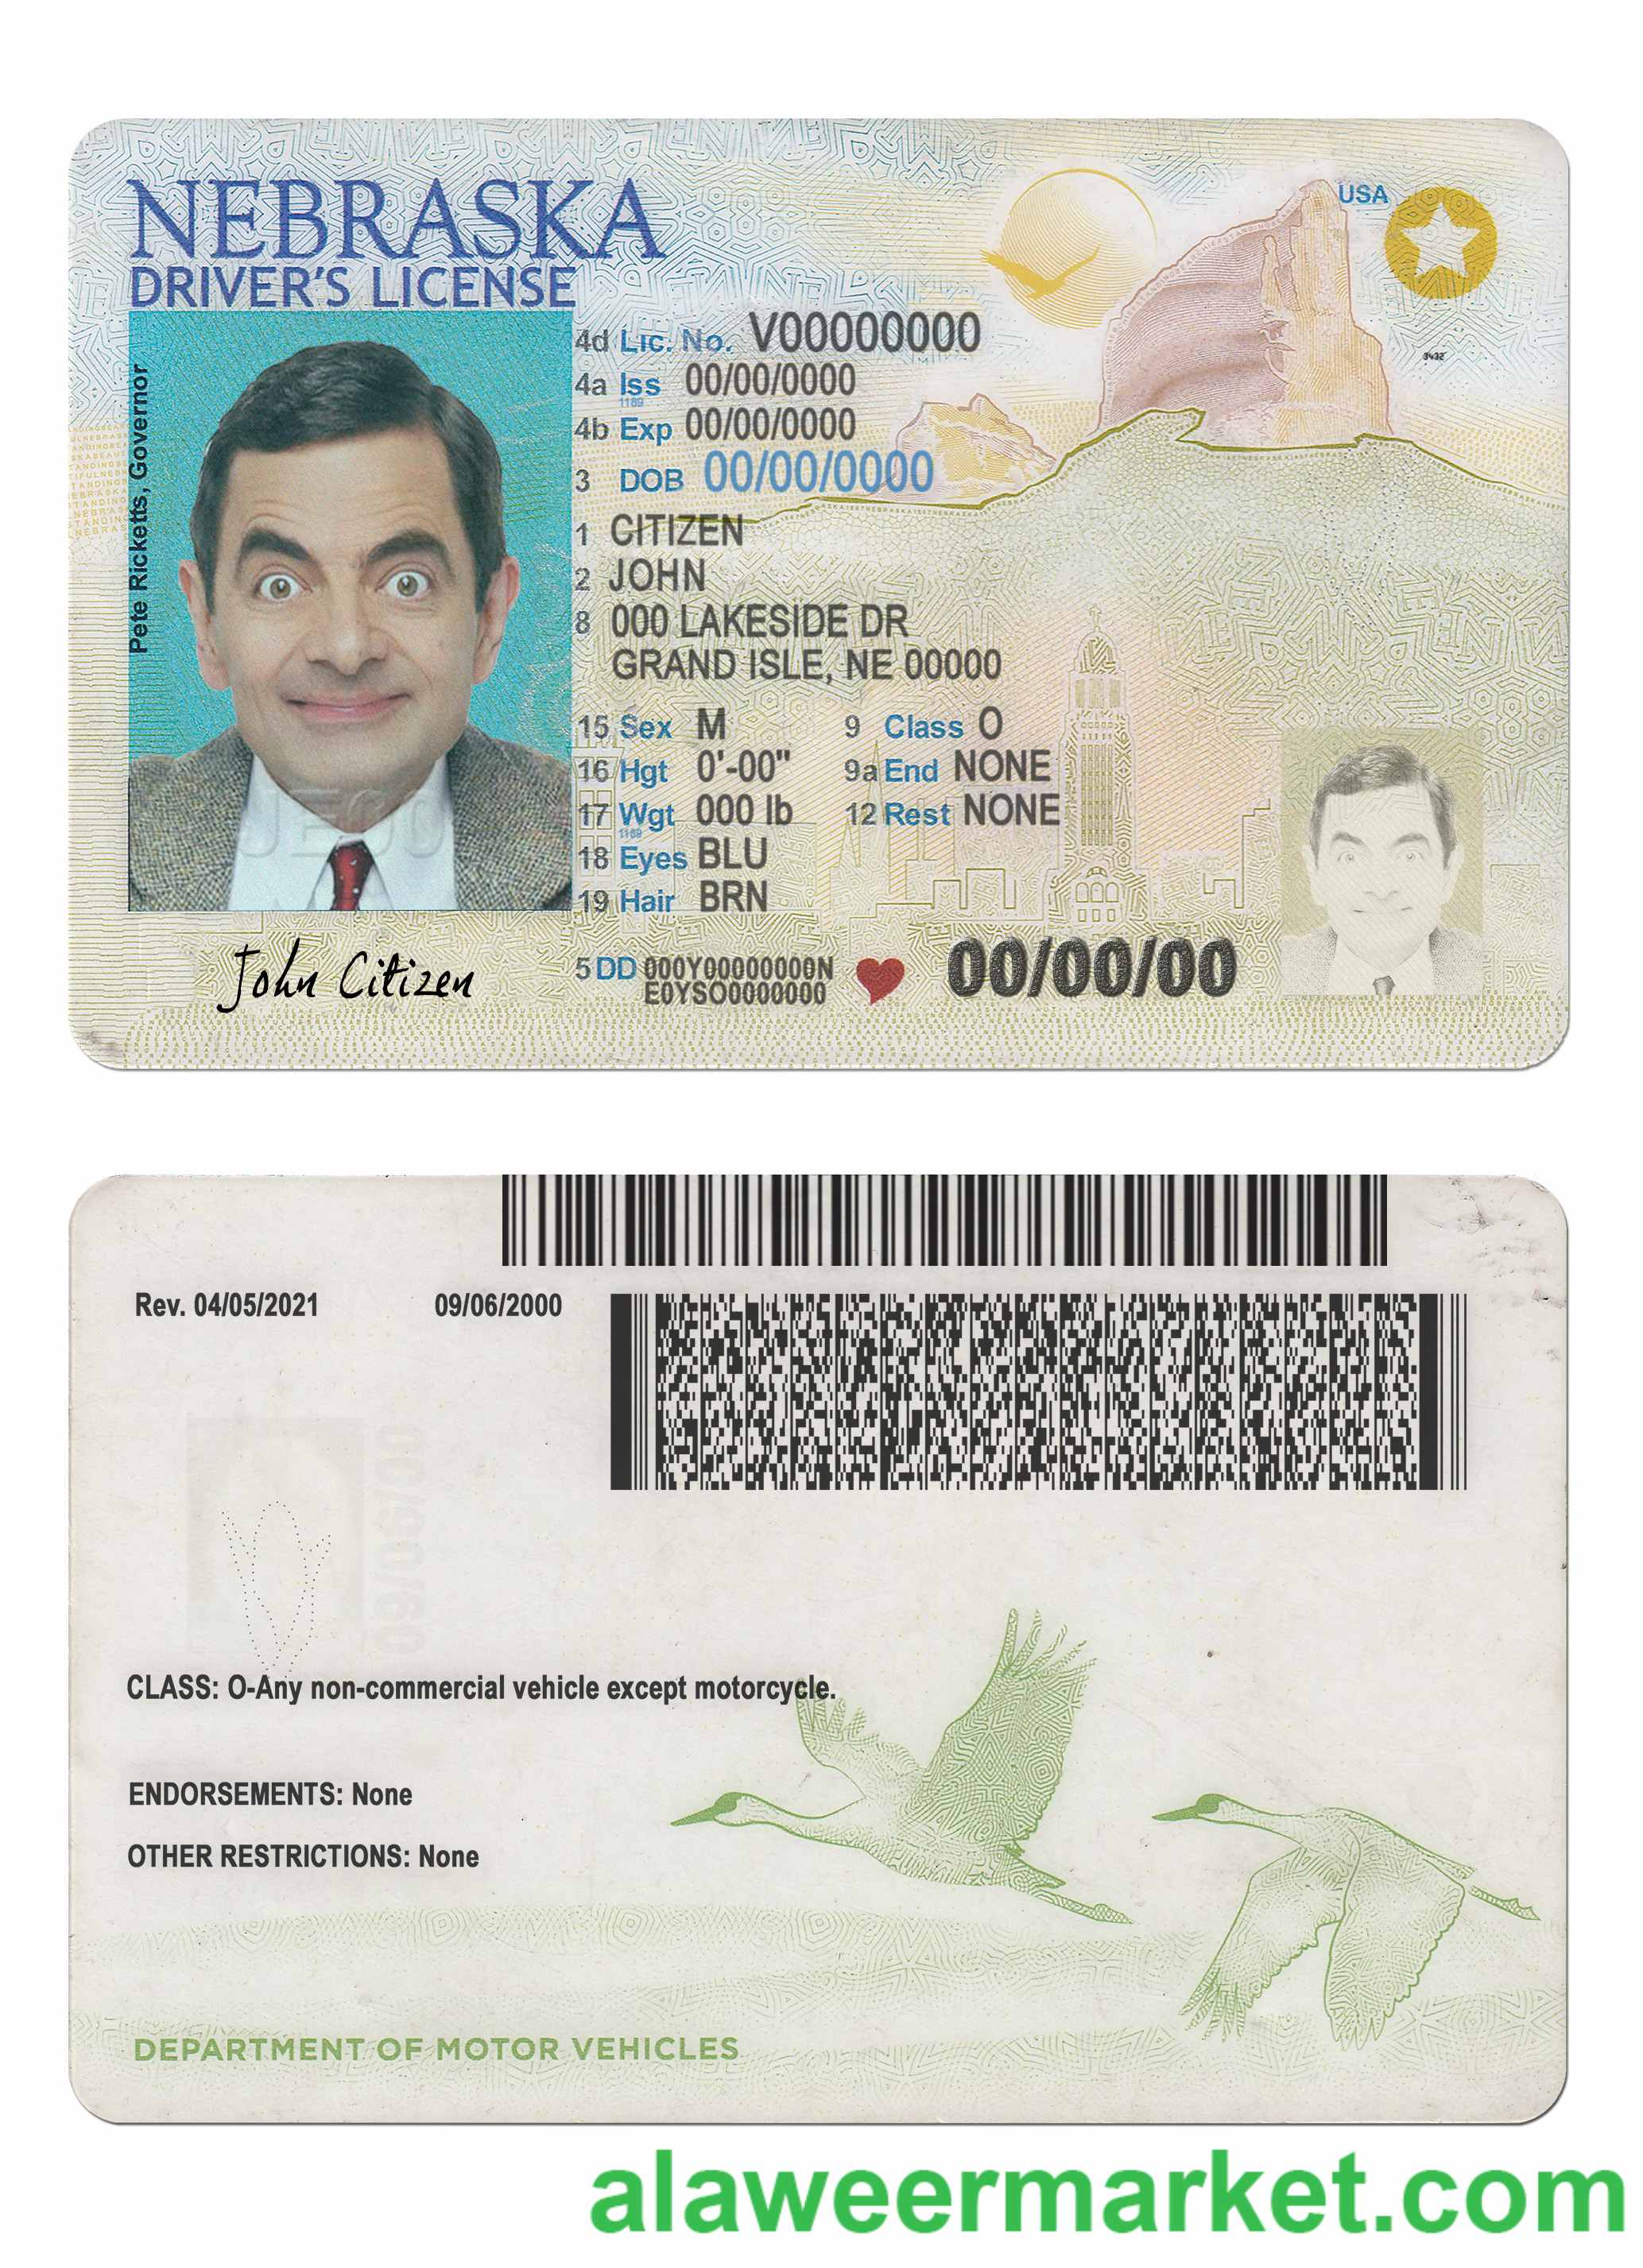 NEBRASKA
USA
DRIVER'S LICENSE
Pete Ricketts, Governor
4d Lic. No. V00000000
4a Iss 00/00/0000
1189
4b Exp 00/00/0000
3 DOB 00/00/0000
1 CITIZEN
2 JOHN
8 000 LAKESIDE DR
GRAND ISLE, NE 00000
15 Sex M 9 Class O
16 Hgt 0'-00" 9a End NONE
17 Wgt 000 lb 12 Rest NONE
1189
18 Eyes BLU
19 Hair BRN
John Citizen
5 DD 000Y00000000N
E0YSO0000000
00/00/00
Rev. 04/05/2021 09/06/2000
CLASS: O-Any non-commercial vehicle except motorcycle.
ENDORSEMENTS: None
OTHER RESTRICTIONS: None
DEPARTMENT OF MOTOR VEHICLES
alaweermarket.com